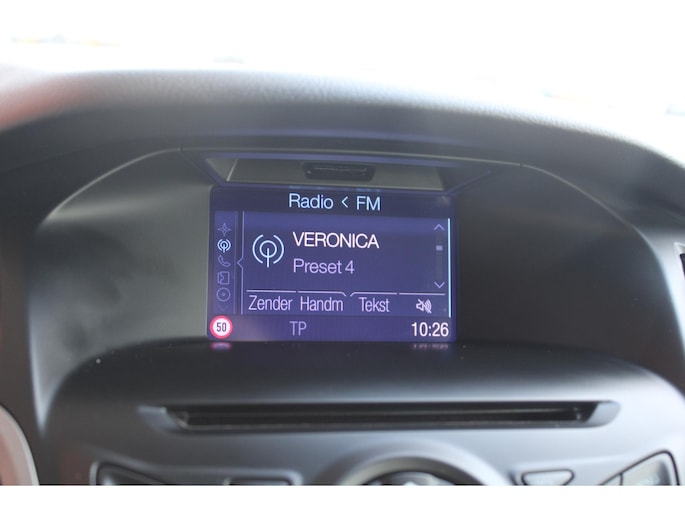 Radio < FM
VERONICA
Preset 4
Zender Handm Tekst
50 TP 10:26